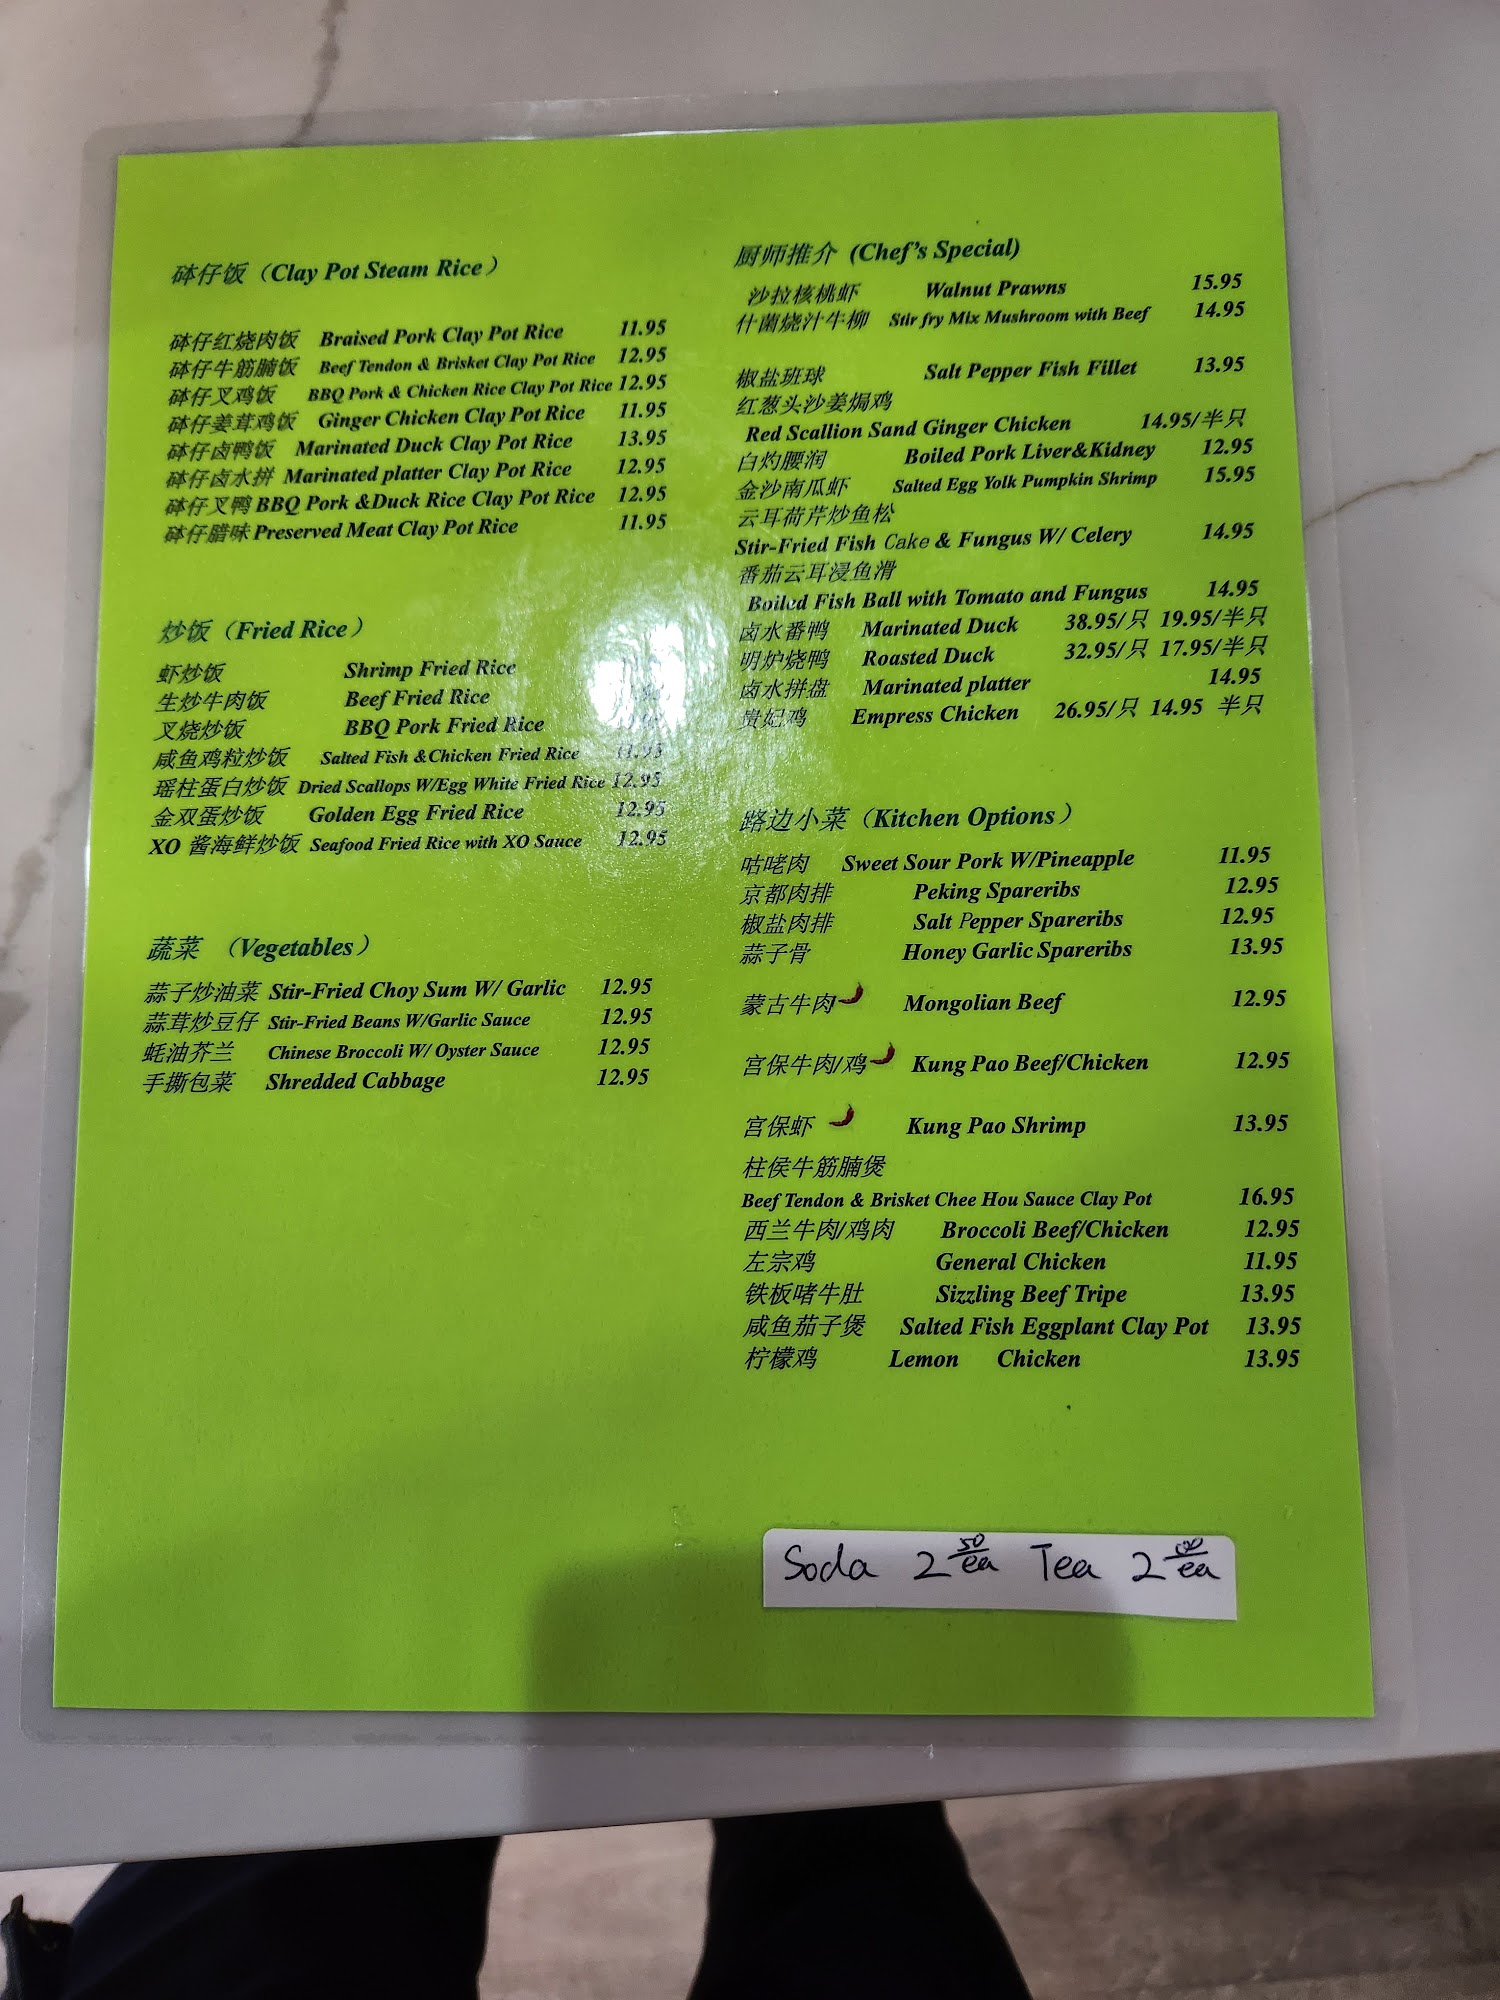 砵仔饭（Clay Pot Steam Rice）
砵仔红烧肉饭 Braised Pork Clay Pot Rice 11.95
砵仔牛筋腩饭 Beef Tendon & Brisket Clay Pot Rice 12.95
砵仔叉鸡饭 BBQ Pork & Chicken Rice Clay Pot Rice 12.95
砵仔姜茸鸡饭 Ginger Chicken Clay Pot Rice 11.95
砵仔卤鸭饭 Marinated Duck Clay Pot Rice 13.95
砵仔卤水拼 Marinated platter Clay Pot Rice 12.95
砵仔叉鸭 BBQ Pork &Duck Rice Clay Pot Rice 12.95
砵仔腊味 Preserved Meat Clay Pot Rice 11.95
炒饭（Fried Rice）
虾炒饭 Shrimp Fried Rice
生炒牛肉饭 Beef Fried Rice
叉烧炒饭 BBQ Pork Fried Rice
咸鱼鸡粒炒饭 Salted Fish &Chicken Fried Rice 11.95
瑶柱蛋白炒饭 Dried Scallops W/Egg White Fried Rice 12.95
金双蛋炒饭 Golden Egg Fried Rice 12.95
XO 酱海鲜炒饭 Seafood Fried Rice with XO Sauce 12.95
蔬菜 （Vegetables）
蒜子炒油菜 Stir-Fried Choy Sum W/ Garlic 12.95
蒜茸炒豆仔 Stir-Fried Beans W/Garlic Sauce 12.95
蚝油芥兰 Chinese Broccoli W/ Oyster Sauce 12.95
手撕包菜 Shredded Cabbage 12.95
厨师推介 (Chef's Special)
沙拉核桃虾 Walnut Prawns 15.95
什菌烧汁牛柳 Stir fry Mix Mushroom with Beef 14.95
椒盐班球 Salt Pepper Fish Fillet 13.95
红葱头沙姜焗鸡
Red Scallion Sand Ginger Chicken 14.95/半只
白灼腰润 Boiled Pork Liver&Kidney 12.95
金沙南瓜虾 Salted Egg Yolk Pumpkin Shrimp 15.95
云耳荷芹炒鱼松
Stir-Fried Fish Cake & Fungus W/ Celery 14.95
番茄云耳浸鱼滑
Boiled Fish Ball with Tomato and Fungus 14.95
卤水番鸭 Marinated Duck 38.95/只 19.95/半只
明炉烧鸭 Roasted Duck 32.95/只 17.95/半只
卤水拼盘 Marinated platter 14.95
贵妃鸡 Empress Chicken 26.95/只 14.95 半只
路边小菜（Kitchen Options）
咕咾肉 Sweet Sour Pork W/Pineapple 11.95
京都肉排 Peking Spareribs 12.95
椒盐肉排 Salt Pepper Spareribs 12.95
蒜子骨 Honey Garlic Spareribs 13.95
蒙古牛肉 Mongolian Beef 12.95
宫保牛肉/鸡 Kung Pao Beef/Chicken 12.95
宫保虾 Kung Pao Shrimp 13.95
柱侯牛筋腩煲
Beef Tendon & Brisket Chee Hou Sauce Clay Pot 16.95
西兰牛肉/鸡肉 Broccoli Beef/Chicken 12.95
左宗鸡 General Chicken 11.95
铁板啫牛肚 Sizzling Beef Tripe 13.95
咸鱼茄子煲 Salted Fish Eggplant Clay Pot 13.95
柠檬鸡 Lemon Chicken 13.95
Soda 2 50/ea Tea 2 00/ea